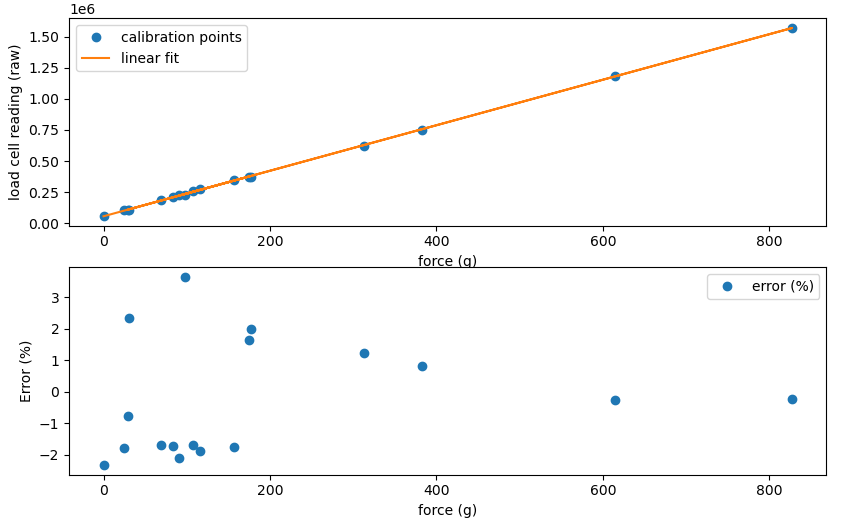 1e6
calibration points
linear fit
load cell reading (raw)
1.50
1.25
1.00
0.75
0.50
0.25
0.00
0 200 400 600 800
force (g)
error (%)
Error (%)
3
2
1
0
−1
−2
0 200 400 600 800
force (g)